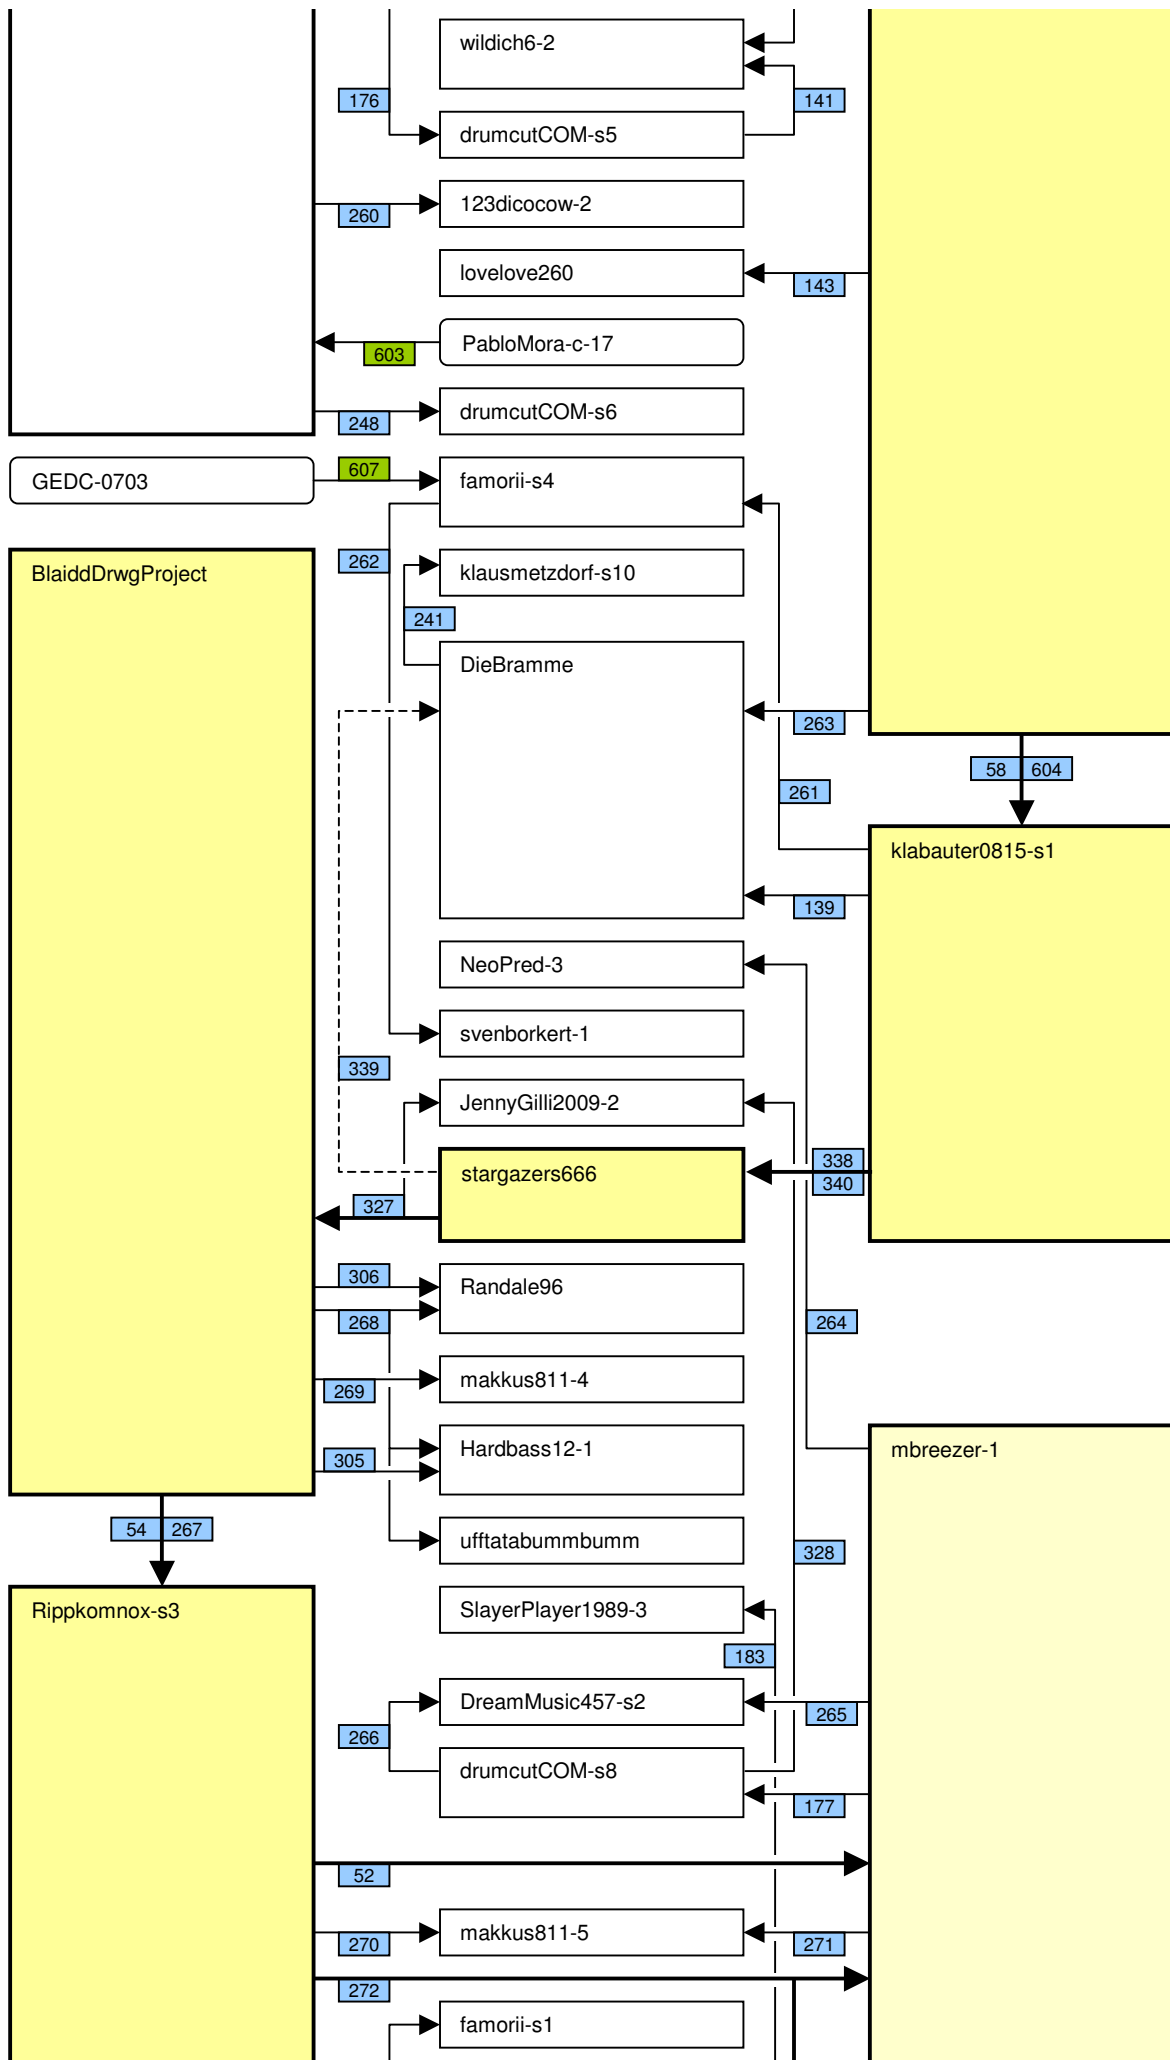 wildich6-2
176
141
drumcutCOM-s5
123dicocow-2
260
lovelove260
143
PabloMora-c-17
603
drumcutCOM-s6
248
607
GEDC-0703
famorii-s4
262
BlaiddDrwgProject
klausmetzdorf-s10
241
DieBramme
263
58
604
261
klabauter0815-s1
139
NeoPred-3
svenborkert-1
339
JennyGilli2009-2
338
stargazers666
340
327
306
Randale96
268
264
makkus811-4
269
Hardbass12-1
mbreezer-1
305
54
267
ufftatabummbumm
328
Rippkomnox-s3
SlayerPlayer1989-3
183
DreamMusic457-s2
265
266
drumcutCOM-s8
177
52
makkus811-5
270
271
272
famorii-s1